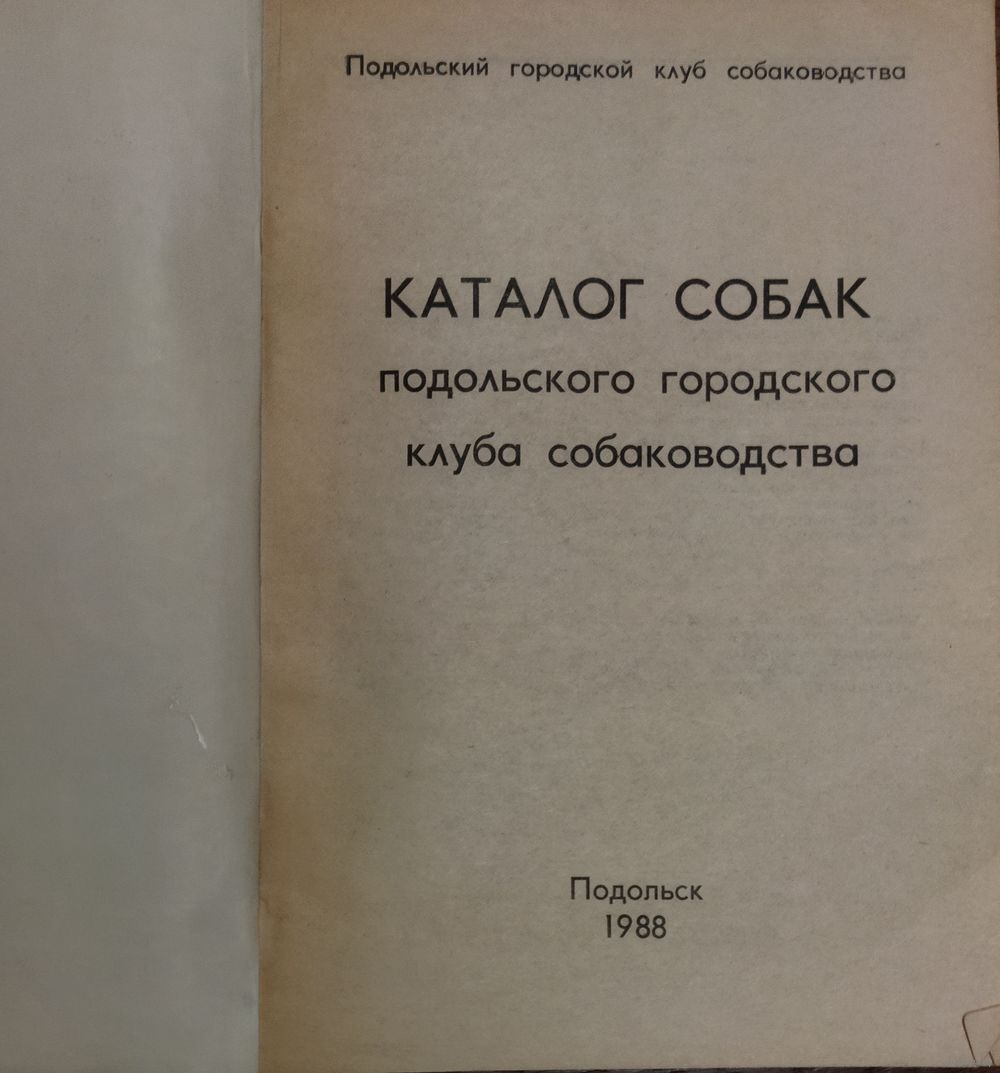 Подольский городской клуб собаководства
КАТАЛОГ СОБАК
подольского городского
клуба собаководства
Подольск
1988